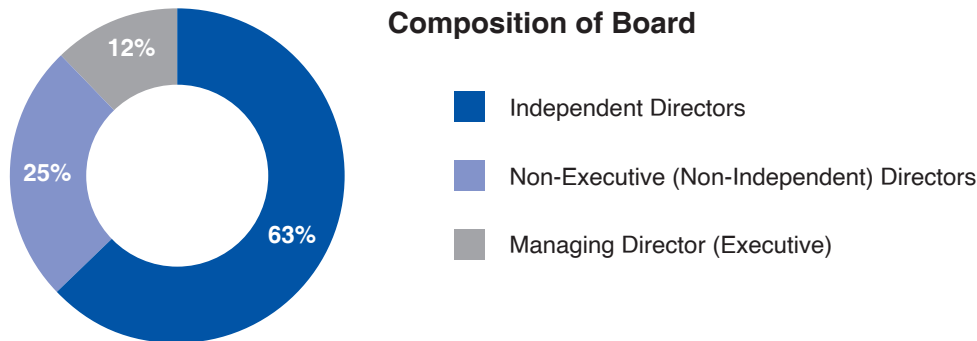 Composition of Board
12%
25%
63%
Independent Directors
Non-Executive (Non-Independent) Directors
Managing Director (Executive)